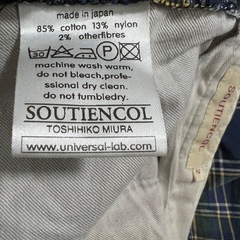 made in japan
85% cotton 13% nylon
2% otherfibres
machine wash warm,
do not bleach,profe-
ssional dry clean.
do not tumbledry.
SOUTIENCOL
TOSHIHIKO MIURA
www.universal-lab.com
Soutiencol